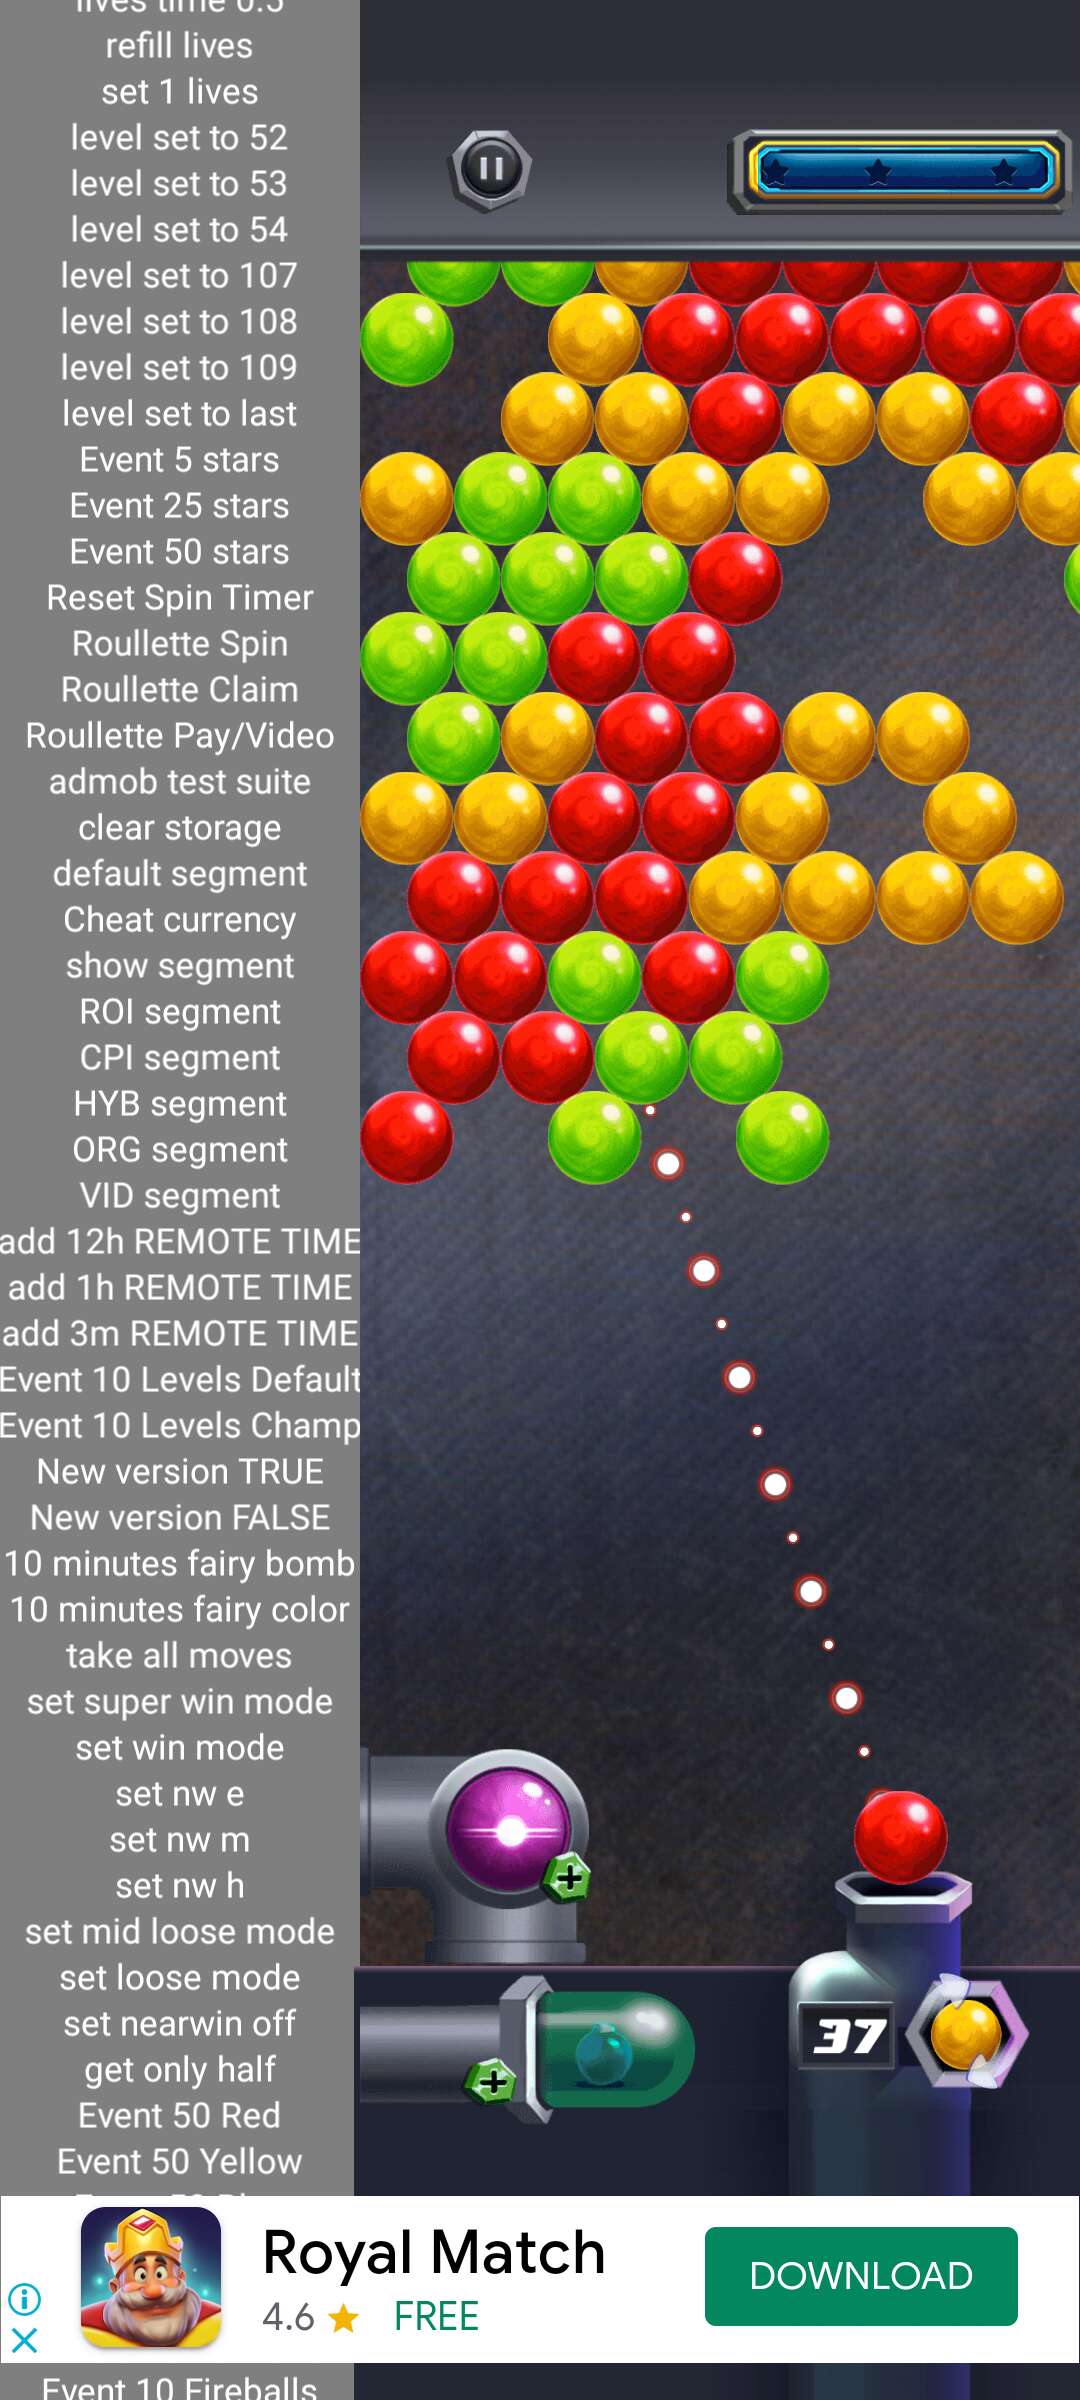 lives time 0.5
refill lives
set 1 lives
level set to 52
level set to 53
level set to 54
level set to 107
level set to 108
level set to 109
level set to last
Event 5 stars
Event 25 stars
Event 50 stars
Reset Spin Timer
Roullette Spin
Roullette Claim
Roullette Pay/Video
admob test suite
clear storage
default segment
Cheat currency
show segment
ROI segment
CPI segment
HYB segment
ORG segment
VID segment
add 12h REMOTE TIME
add 1h REMOTE TIME
add 3m REMOTE TIME
Event 10 Levels Default
Event 10 Levels Champ
New version TRUE
New version FALSE
10 minutes fairy bomb
10 minutes fairy color
take all moves
set super win mode
set win mode
set nw e
set nw m
set nw h
set mid loose mode
set loose mode
set nearwin off
get only half
Event 50 Red
Event 50 Yellow
37
Royal Match
4.6 FREE
DOWNLOAD
Event 10 Fireballs